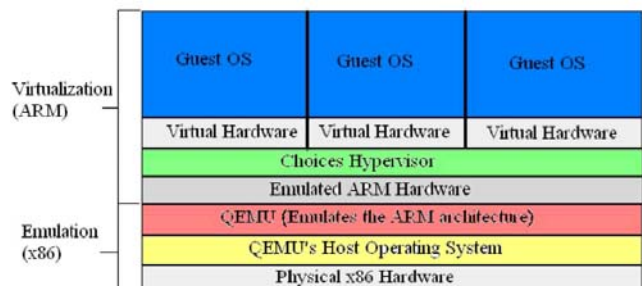 Virtualization
(ARM)
Guest OS
Guest OS
Guest OS
Virtual Hardware
Virtual Hardware
Virtual Hardware
Choices Hypervisor
Emulated ARM Hardware
Emulation
(x86)
QEMU (Emulates the ARM architecture)
QEMU's Host Operating System
Physical x86 Hardware